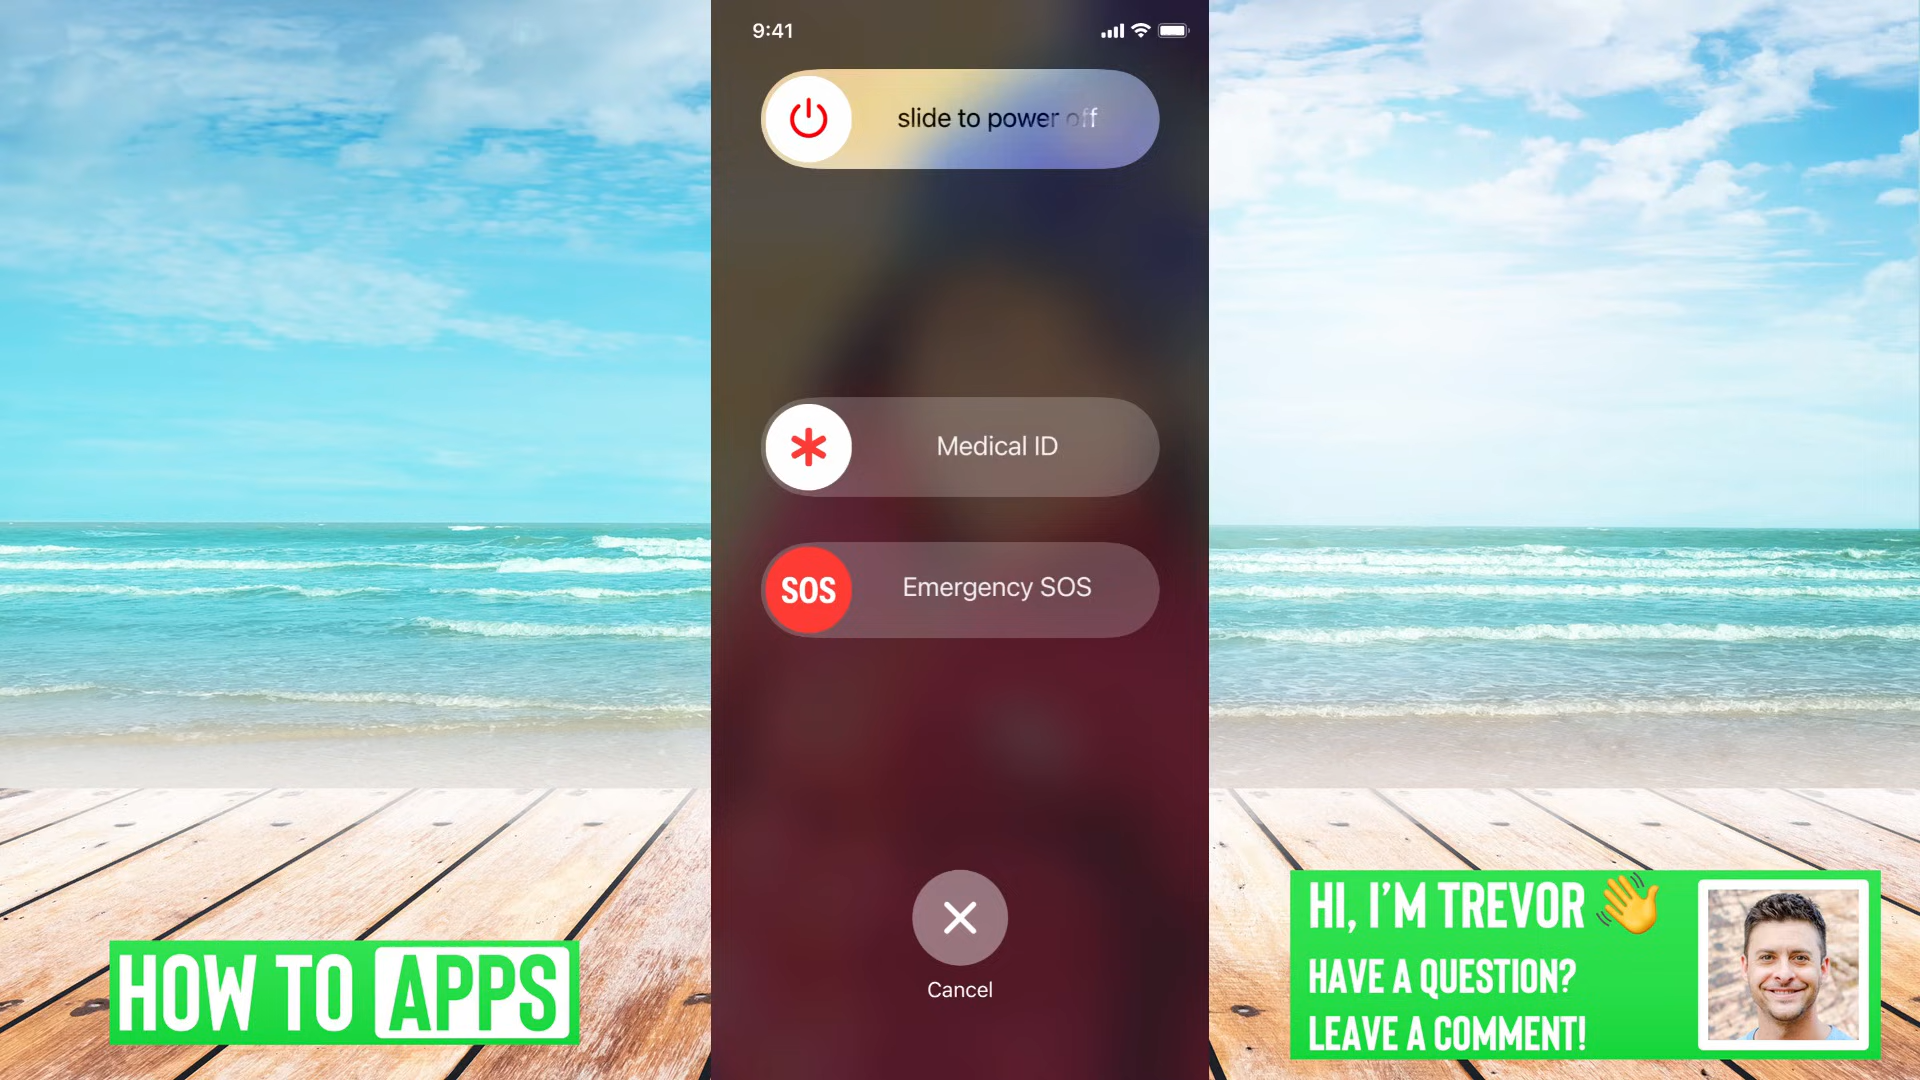 9:41
slide to power off
Medical ID
SOS
Emergency SOS
Cancel
HOW TO APPS
HI, I'M TREVOR 👋
HAVE A QUESTION?
LEAVE A COMMENT!